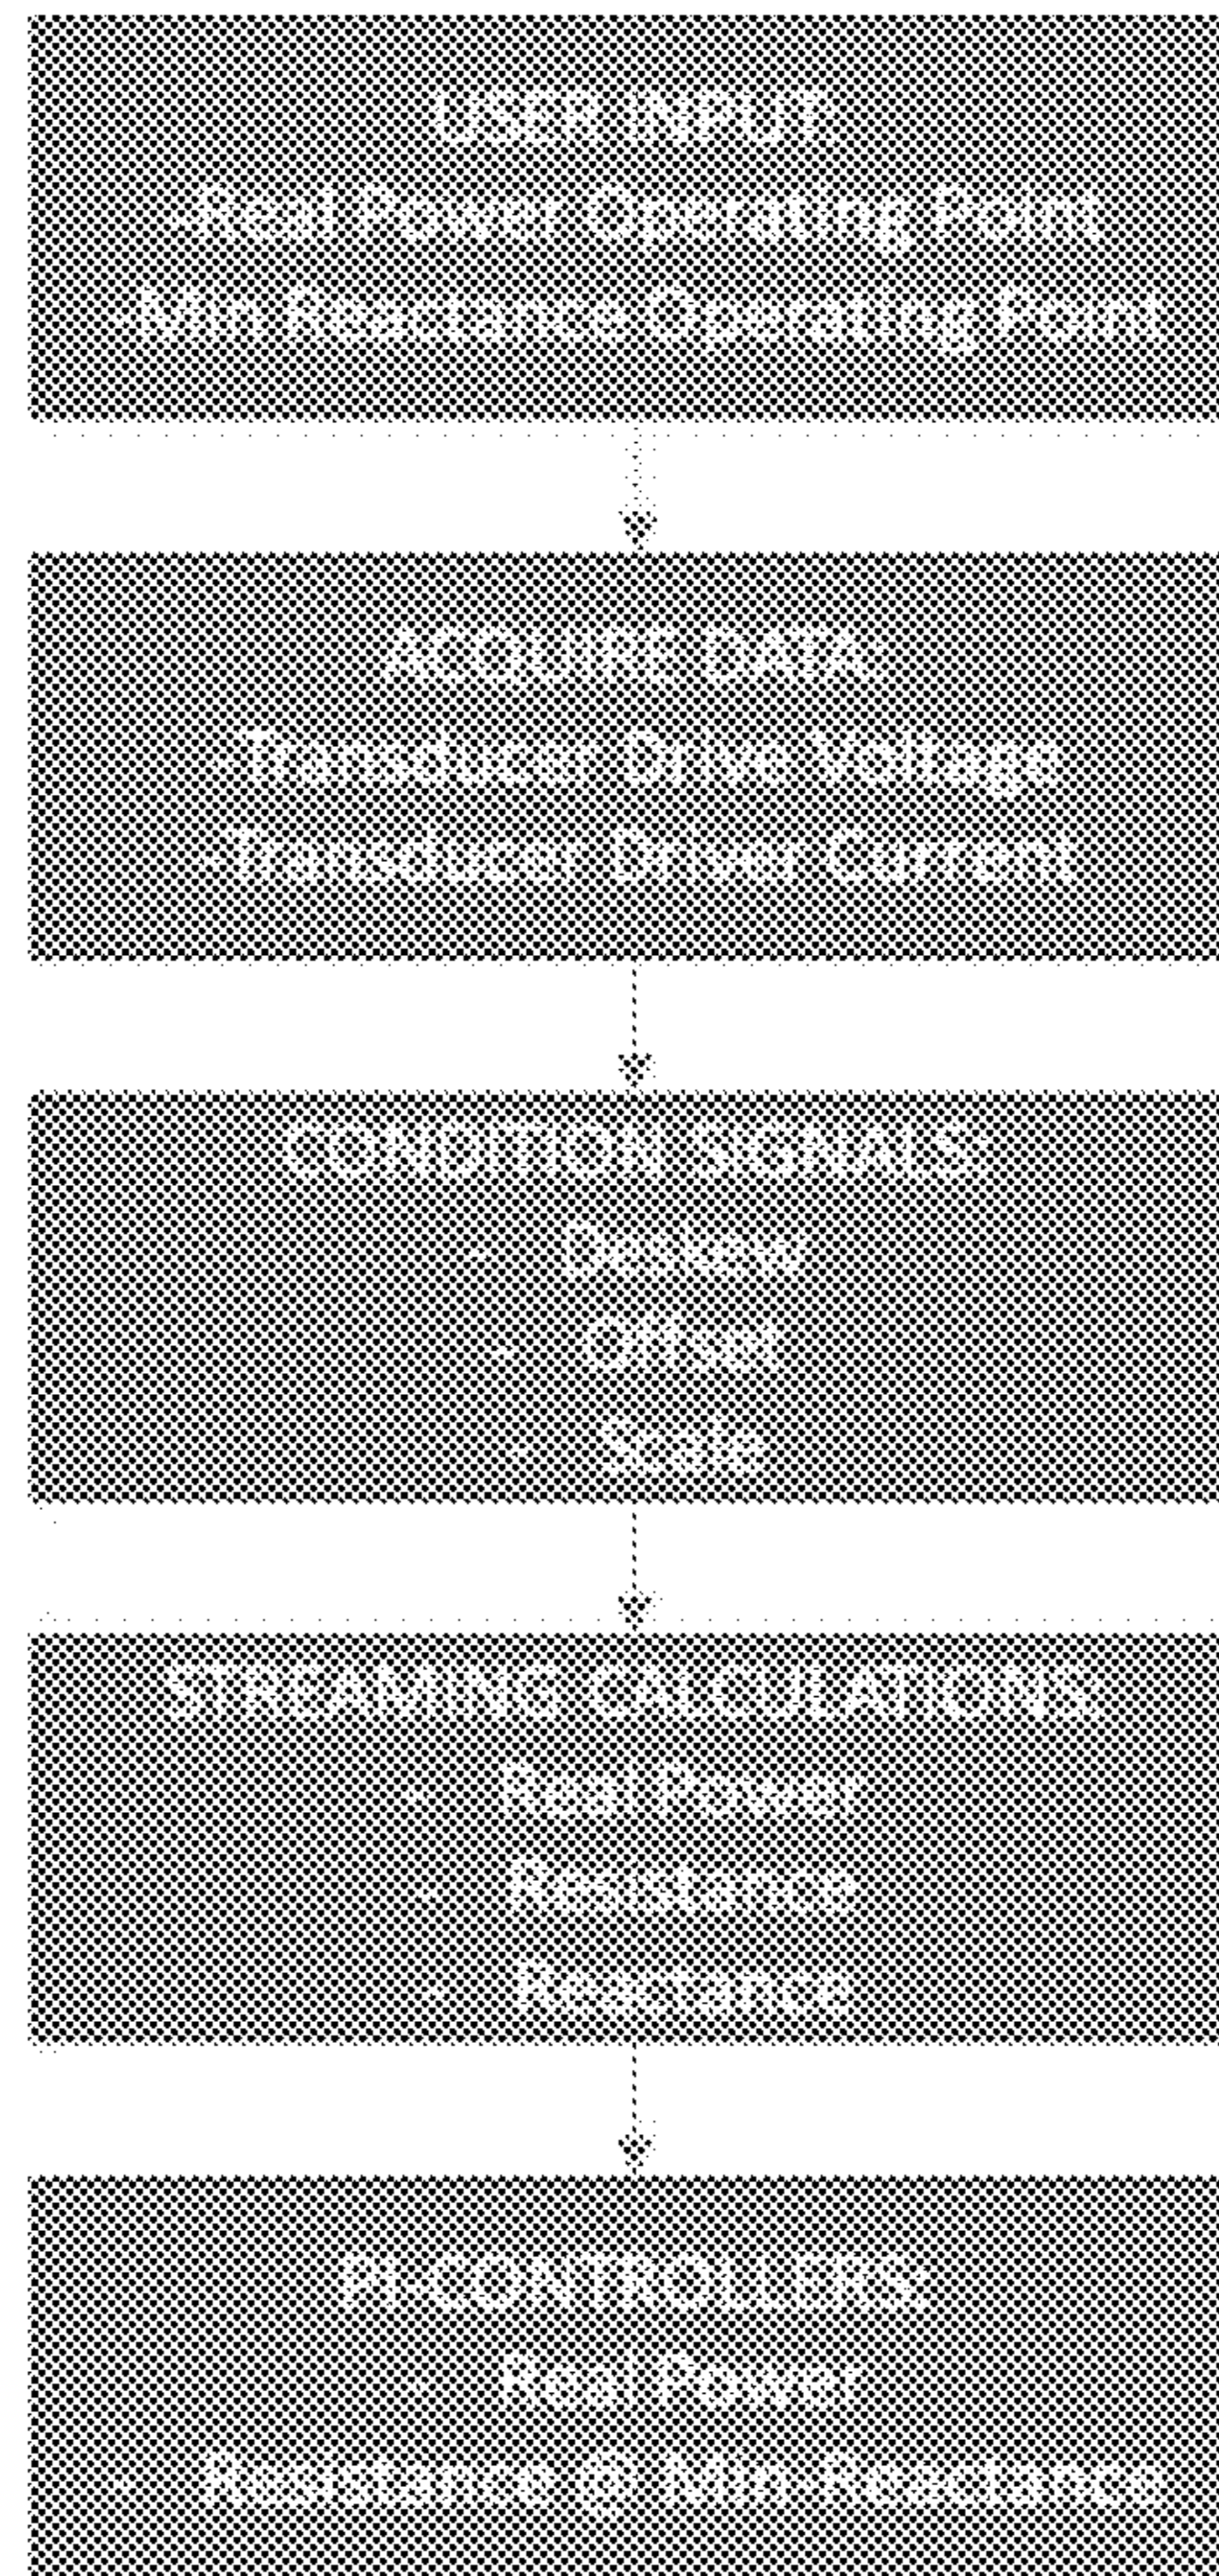 USER INPUT:
-Real Power Operating Point
-Min Reactance Operating Point
ACQUIRE DATA:
-Transducer Drive Voltage
-Transducer Driver Current
CONDITION SIGNALS:
- Deskew
- Offset
- Scale
STREAMING CALCULATIONS:
- Real Power
- Resistance
- Reactance
PI-CONTROLLERS:
- Real Power
- Resistance @ Min Reactance